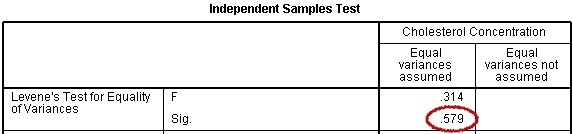 Independent Samples Test
Cholesterol Concentration
Equal variances assumed
Equal variances not assumed
Levene's Test for Equality of Variances
F
.314
Sig.
.579